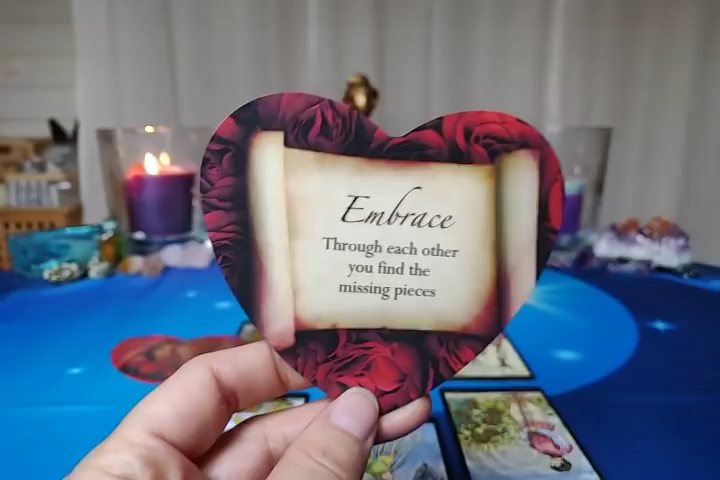 Embrace
Through each other
you find the
missing pieces